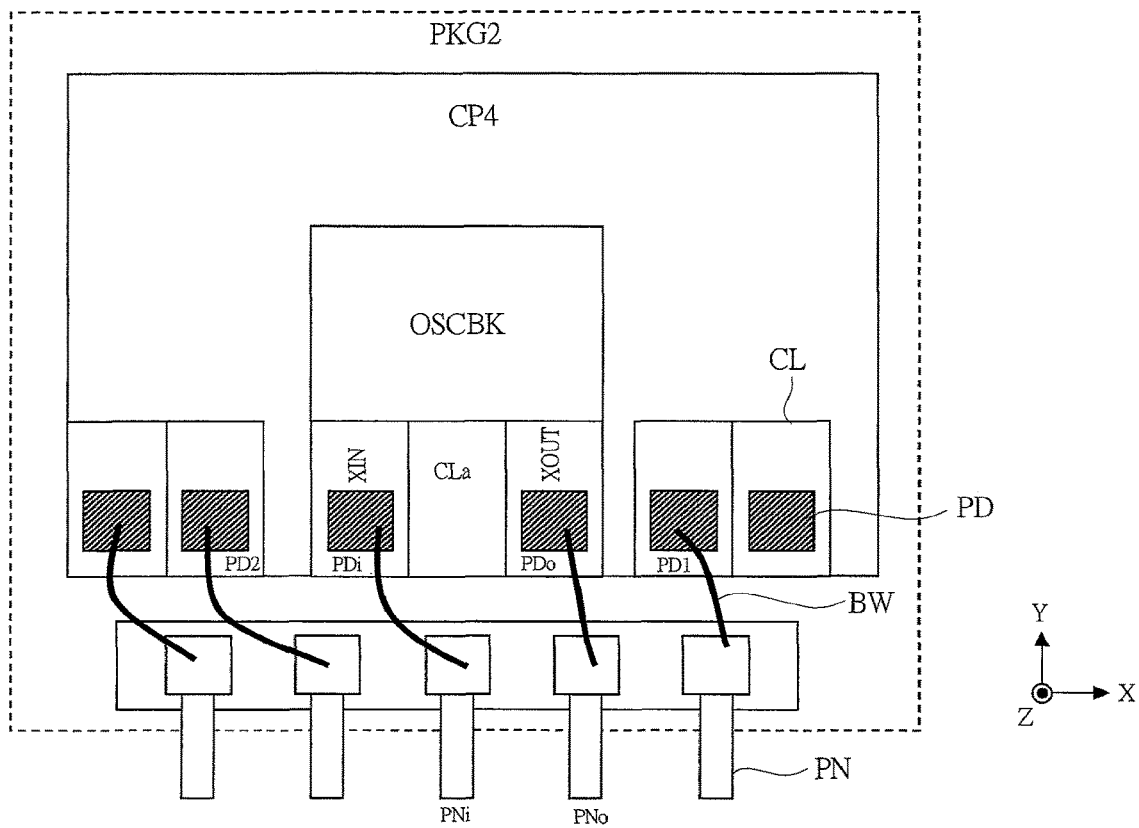 PKG2
CP4
OSCBK
CL
XIN
CLa
XOUT
PD
PD2
PDi
PDo
PD1
BW
Y
X
Z
PN
PNi
PNo